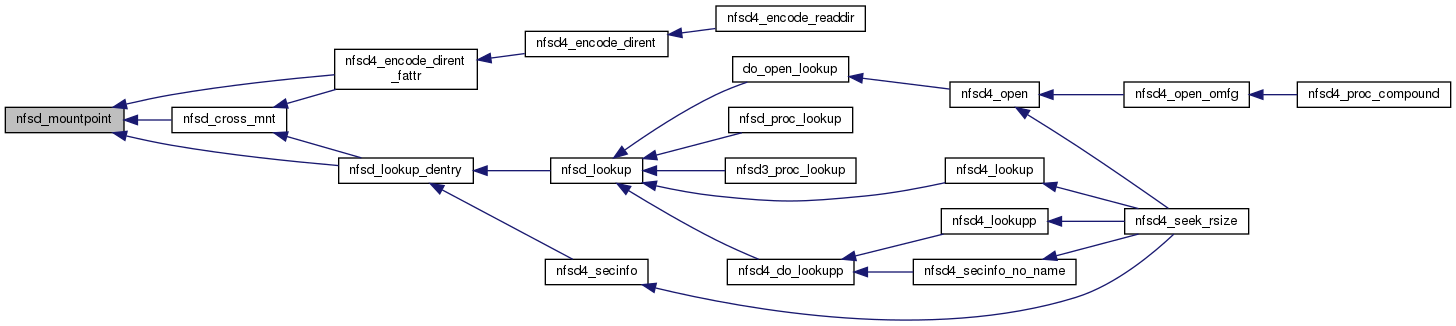 nfsd_mountpoint
nfsd4_encode_dirent
_fattr
nfsd_cross_mnt
nfsd_lookup_dentry
nfsd4_encode_dirent
nfsd4_encode_readdir
nfsd_lookup
nfsd4_secinfo
do_open_lookup
nfsd_proc_lookup
nfsd3_proc_lookup
nfsd4_do_lookupp
nfsd4_open
nfsd4_lookup
nfsd4_lookupp
nfsd4_secinfo_no_name
nfsd4_open_omfg
nfsd4_seek_rsize
nfsd4_proc_compound